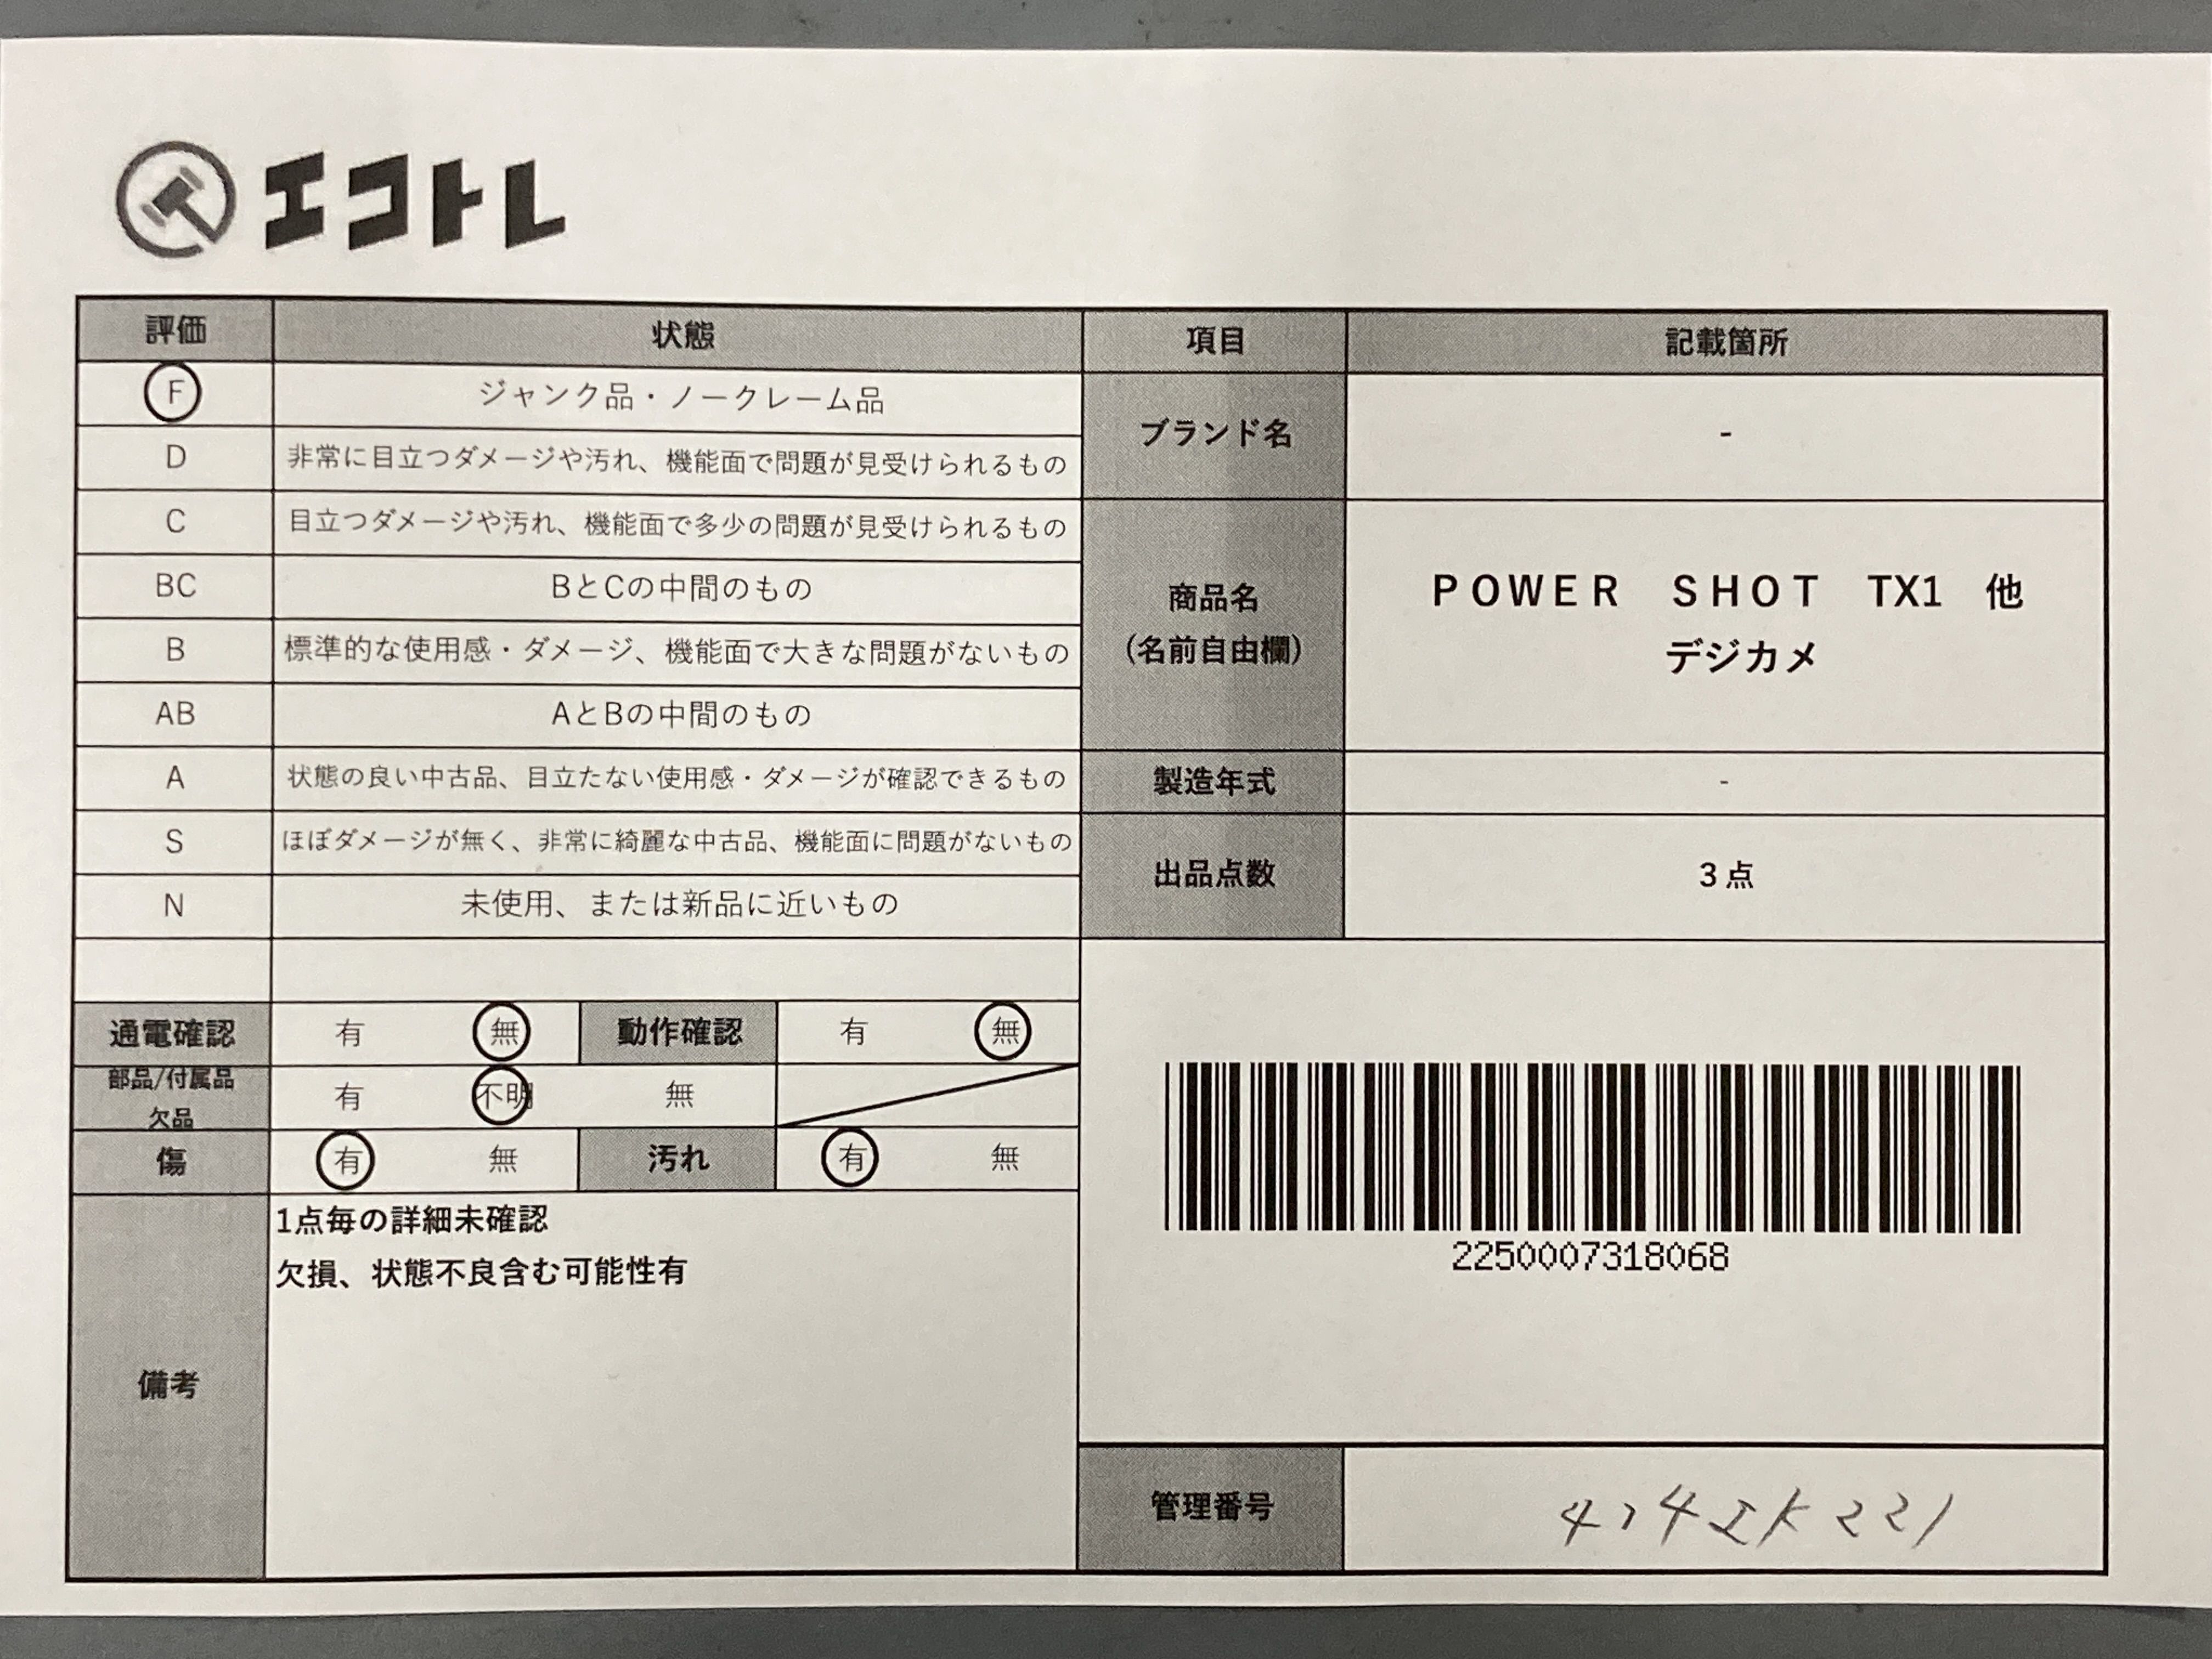 エコトレ
評価 状態
F ジャンク品・ノークレーム品
D 非常に目立つダメージや汚れ、機能面で問題が見受けられるもの
C 目立つダメージや汚れ、機能面で多少の問題が見受けられるもの
BC BとCの中間のもの
B 標準的な使用感・ダメージ、機能面で大きな問題がないもの
AB AとBの中間のもの
A 状態の良い中古品、目立たない使用感・ダメージが確認できるもの
S ほぼダメージが無く、非常に綺麗な中古品、機能面に問題がないもの
N 未使用、または新品に近いもの
通電確認 有 無 動作確認 有 無
部品/付属品
欠品 有 不明 無
傷 有 無 汚れ 有 無
備考
1点毎の詳細未確認
欠損、状態不良含む可能性有
項目 記載箇所
ブランド名 -
商品名
(名前自由欄)
ＰＯＷＥＲ　ＳＨＯＴ　TX1　他
デジカメ
製造年式 -
出品点数 ３点
2250007318068
管理番号